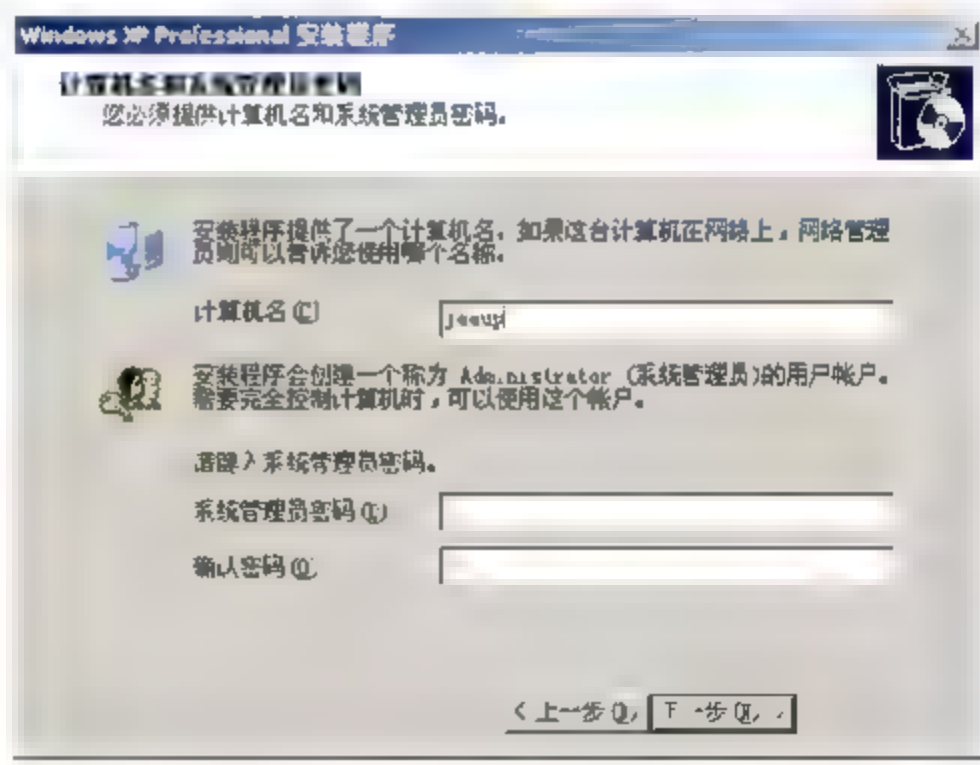 Windows XP Professional 安装程序
计算机名和系统管理员密码
您必须提供计算机名和系统管理员密码。
安装程序提供了一个计算机名。如果这台计算机在网络上，网络管理
员则可以告诉您使用哪个名称。
计算机名(C)
安装程序会创建一个称为 Administrator (系统管理员)的用户帐户。
需要完全控制计算机时，可以使用这个帐户。
请键入系统管理员密码。
系统管理员密码
确认密码(O)
< 上一步 下一步